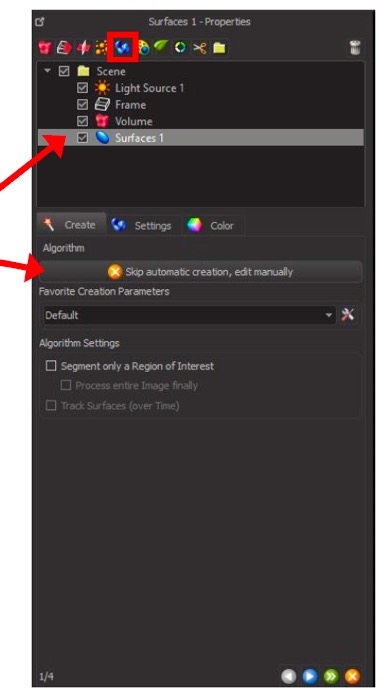 Surfaces 1 - Properties
Scene
Light Source 1
Frame
Volume
Surfaces 1
Create Settings Color
Algorithm
Skip automatic creation, edit manually
Favorite Creation Parameters
Default
Algorithm Settings
Segment only a Region of Interest
Process entire Image finally
Track Surfaces (over Time)
1/4